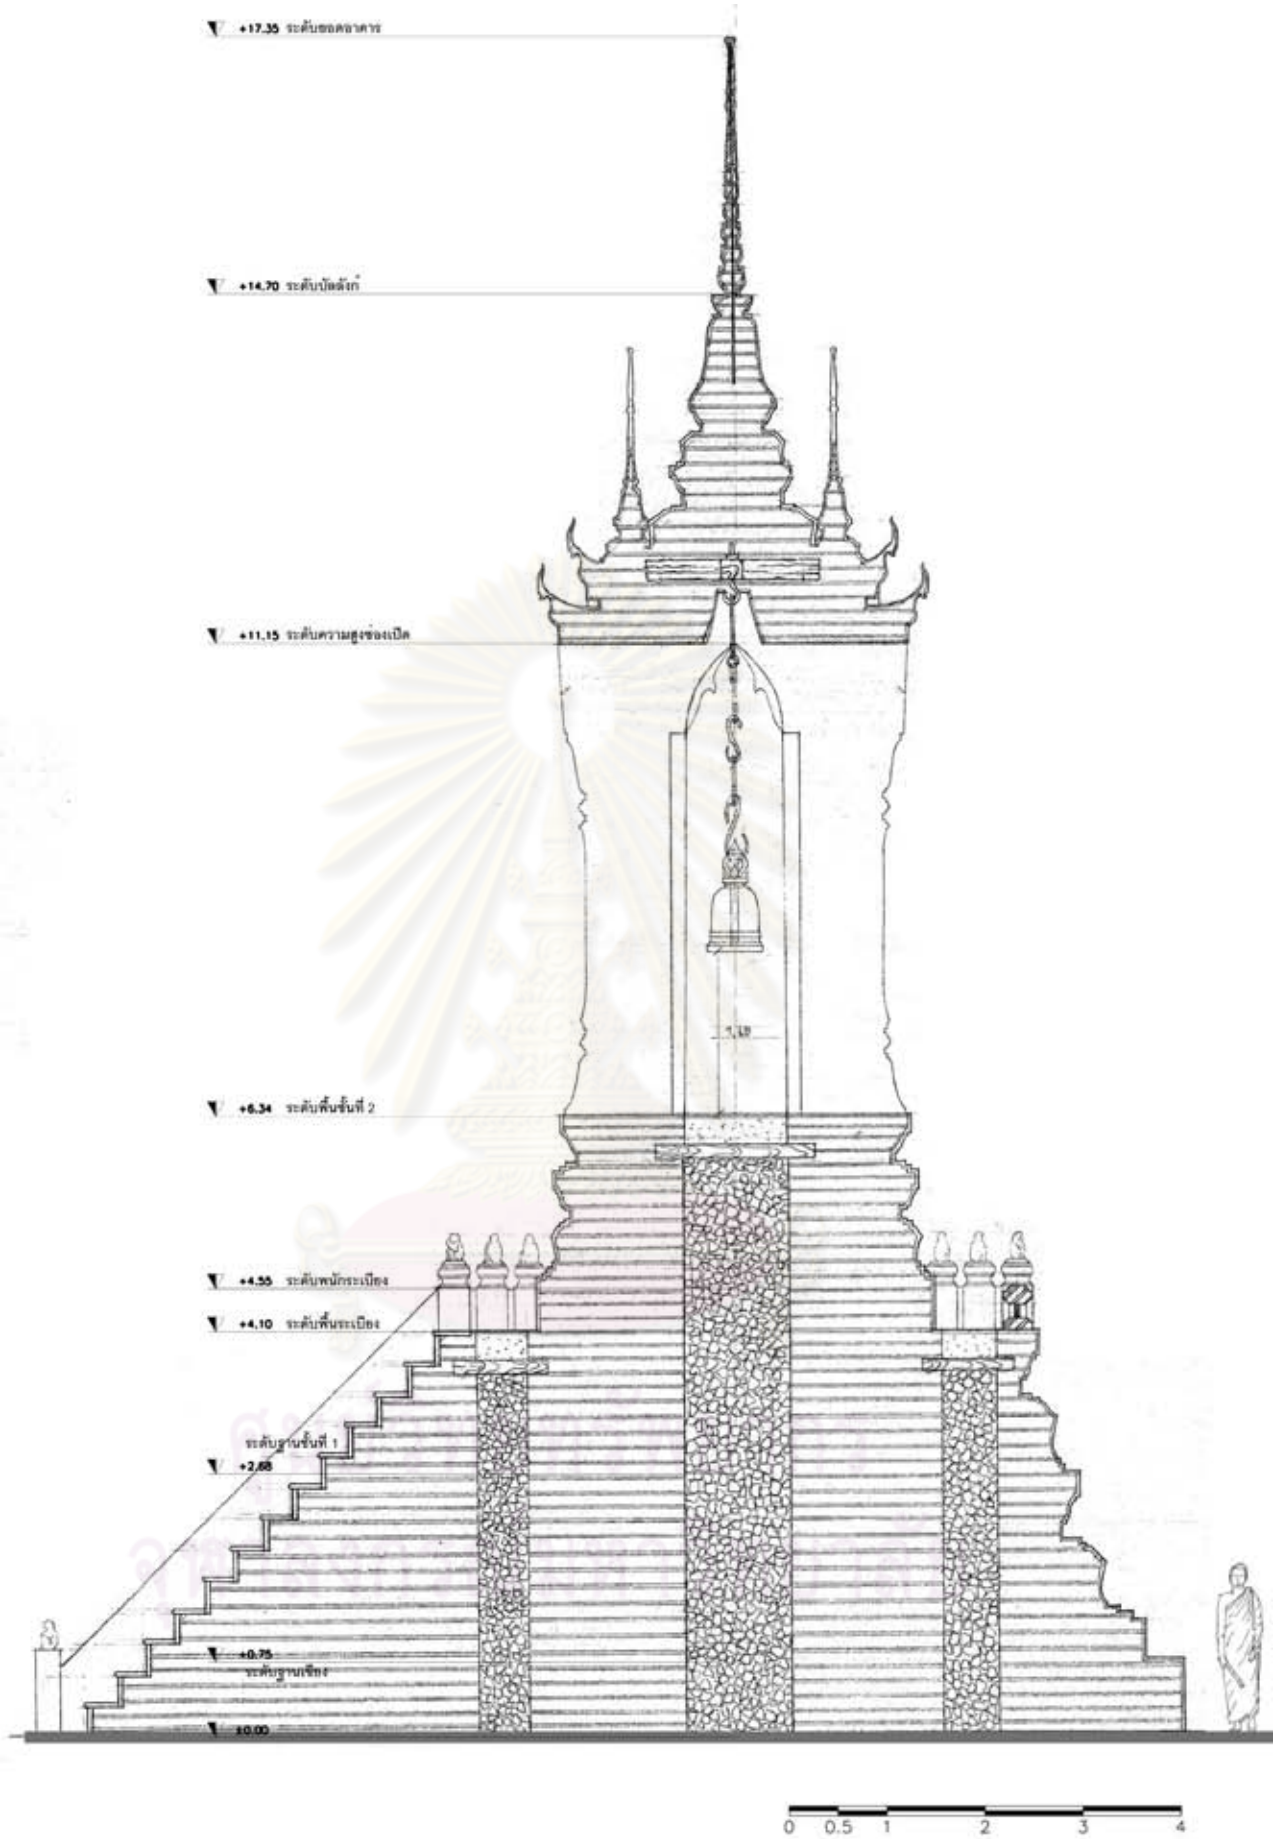 +17.35 ระดับยอดอาคาร
+14.70 ระดับบัลลังก์
+11.15 ระดับความสูงช่องเปิด
+6.34 ระดับพื้นชั้นที่ 2
+4.55 ระดับพนักระเบียง
+4.10 ระดับพื้นระเบียง
ระดับฐานชั้นที่ 1
+2.68
+0.75
ระดับฐานเขียง
±0.00
0 0.5 1 2 3 4